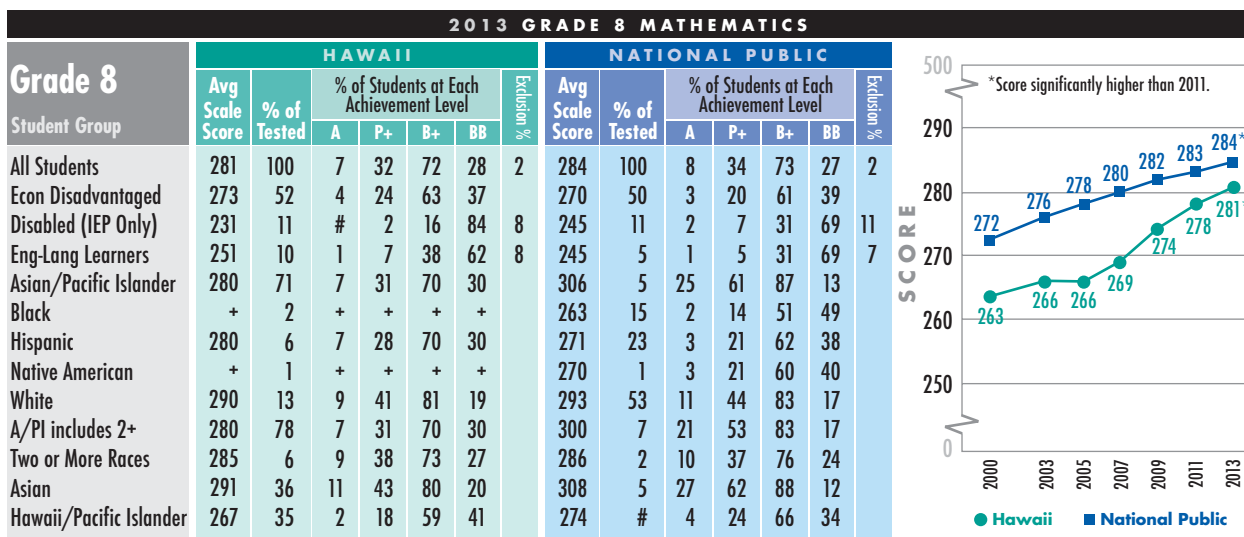 2013 GRADE 8 MATHEMATICS
Grade 8
Student Group
HAWAII
Avg Scale Score
% of Tested
% of Students at Each Achievement Level
A P+ B+ BB
Exclusion %
NATIONAL PUBLIC
Avg Scale Score
% of Tested
% of Students at Each Achievement Level
A P+ B+ BB
Exclusion %
All Students 281 100 7 32 72 28 2 284 100 8 34 73 27 2
Econ Disadvantaged 273 52 4 24 63 37 270 50 3 20 61 39
Disabled (IEP Only) 231 11 # 2 16 84 8 245 11 2 7 31 69 11
Eng-Lang Learners 251 10 1 7 38 62 8 245 5 1 5 31 69 7
Asian/Pacific Islander 280 71 7 31 70 30 306 5 25 61 87 13
Black + 2 + + + + 263 15 2 14 51 49
Hispanic 280 6 7 28 70 30 271 23 3 21 62 38
Native American + 1 + + + + 270 1 3 21 60 40
White 290 13 9 41 81 19 293 53 11 44 83 17
A/PI includes 2+ 280 78 7 31 70 30 300 7 21 53 83 17
Two or More Races 285 6 9 38 73 27 286 2 10 37 76 24
Asian 291 36 11 43 80 20 308 5 27 62 88 12
Hawaii/Pacific Islander 267 35 2 18 59 41 274 # 4 24 66 34
*Score significantly higher than 2011.
SCORE
500
290
280
270
260
250
0
272 276 278 280 282 283 284*
263 266 266 269 274 278 281*
2000 2003 2005 2007 2009 2011 2013
Hawaii National Public